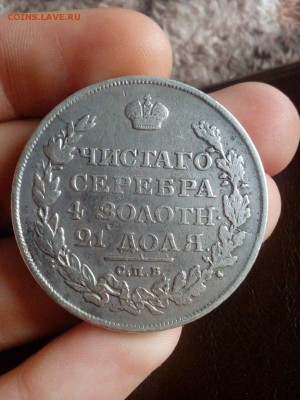 COINS.LAVE.RU
ЧИСТАГО
СЕРЕБРА
4 ЗОЛОТН.
21 ДОЛЯ.
С.П.Б.